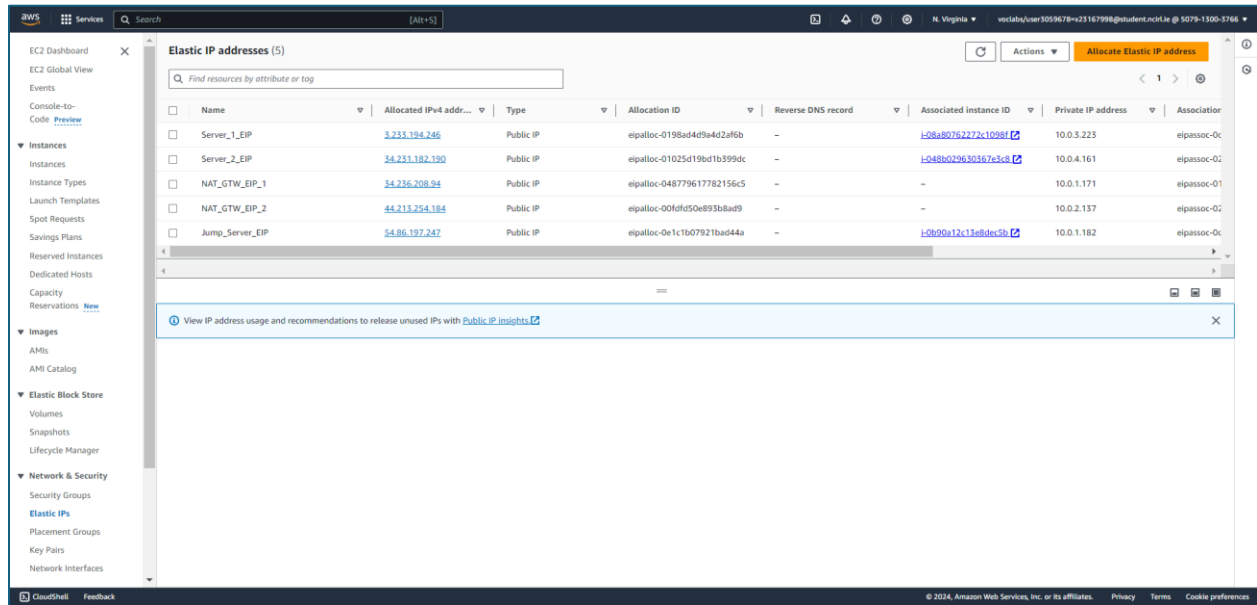 aws Services Search [Alt+S] N. Virginia voclabs/user3059678=x23167998@student.ncirl.ie @ 5079-1300-3766
EC2 Dashboard
EC2 Global View
Events
Console-to-
Code Preview
Instances
Instances
Instance Types
Launch Templates
Spot Requests
Savings Plans
Reserved Instances
Dedicated Hosts
Capacity
Reservations New
Images
AMIs
AMI Catalog
Elastic Block Store
Volumes
Snapshots
Lifecycle Manager
Network & Security
Security Groups
Elastic IPs
Placement Groups
Key Pairs
Network Interfaces
Elastic IP addresses (5) Actions Allocate Elastic IP address
Find resources by attribute or tag 1
Name Allocated IPv4 addr... Type Allocation ID Reverse DNS record Associated instance ID Private IP address Association
Server_1_EIP 3.233.194.246 Public IP eipalloc-0198ad4d9a4d2af6b – i-08a80762272c1098f 10.0.3.223 eipassoc-0c
Server_2_EIP 34.231.182.190 Public IP eipalloc-01025d19bd1b399dc – i-048b029630367e3c8 10.0.4.161 eipassoc-02
NAT_GTW_EIP_1 34.236.208.94 Public IP eipalloc-048779617782156c5 – – 10.0.1.171 eipassoc-01
NAT_GTW_EIP_2 44.213.254.184 Public IP eipalloc-00fdfd50e893b8ad9 – – 10.0.2.137 eipassoc-02
Jump_Server_EIP 54.86.197.247 Public IP eipalloc-0e1c1b07921bad44a – i-0b90a12c13e8dec5b 10.0.1.182 eipassoc-0c
View IP address usage and recommendations to release unused IPs with Public IP insights.
CloudShell Feedback © 2024, Amazon Web Services, Inc. or its affiliates. Privacy Terms Cookie preferences